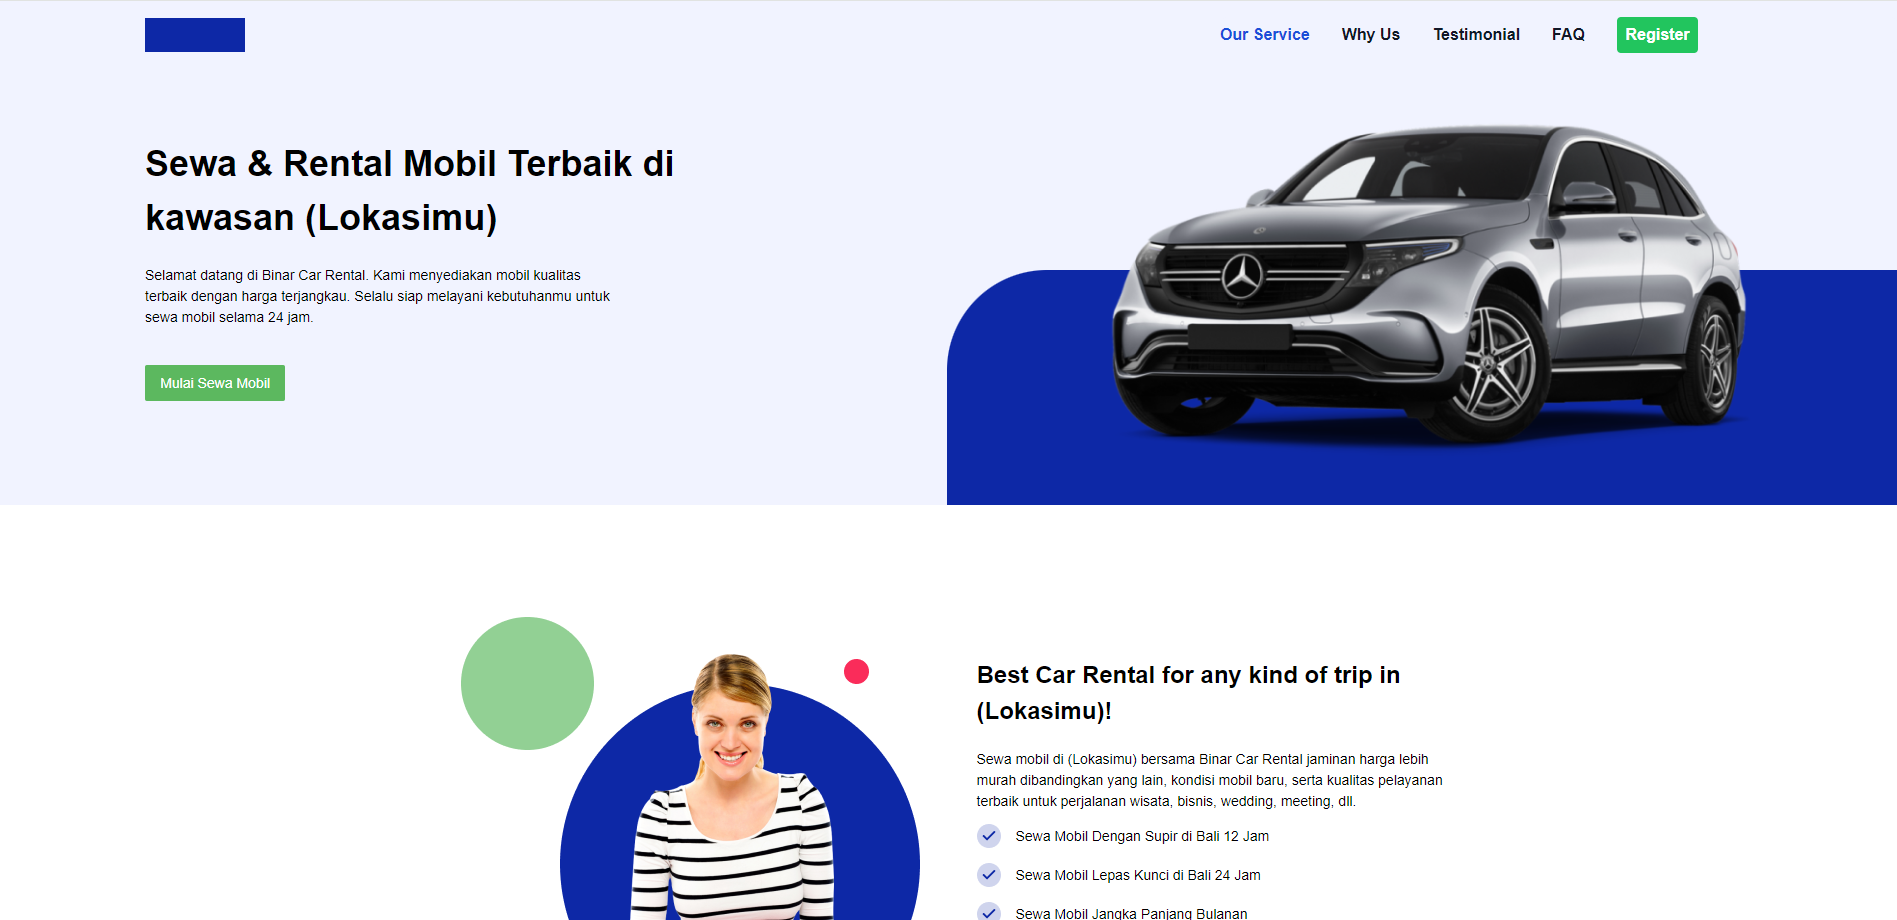 Our Service
Why Us
Testimonial
FAQ
Register
Sewa & Rental Mobil Terbaik di
kawasan (Lokasimu)
Selamat datang di Binar Car Rental. Kami menyediakan mobil kualitas
terbaik dengan harga terjangkau. Selalu siap melayani kebutuhanmu untuk
sewa mobil selama 24 jam.
Mulai Sewa Mobil
Best Car Rental for any kind of trip in
(Lokasimu)!
Sewa mobil di (Lokasimu) bersama Binar Car Rental jaminan harga lebih
murah dibandingkan yang lain, kondisi mobil baru, serta kualitas pelayanan
terbaik untuk perjalanan wisata, bisnis, wedding, meeting, dll.
Sewa Mobil Dengan Supir di Bali 12 Jam
Sewa Mobil Lepas Kunci di Bali 24 Jam
Sewa Mobil Jangka Panjang Bulanan